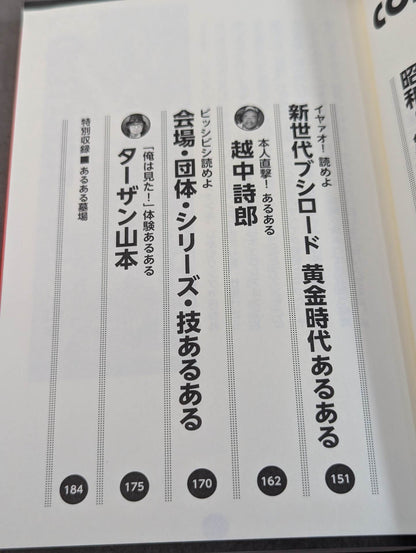 CO
昭和
イヤァオ! 読めよ
新世代ブシロード 黄金時代あるある
151
本人直撃! あるある
越中詩郎
162
ビッシビシ読めよ
会場・団体・シリーズ・技あるある
170
「俺は見た!」体験あるある
ターザン山本
175
特別収録■あるある墓場
184